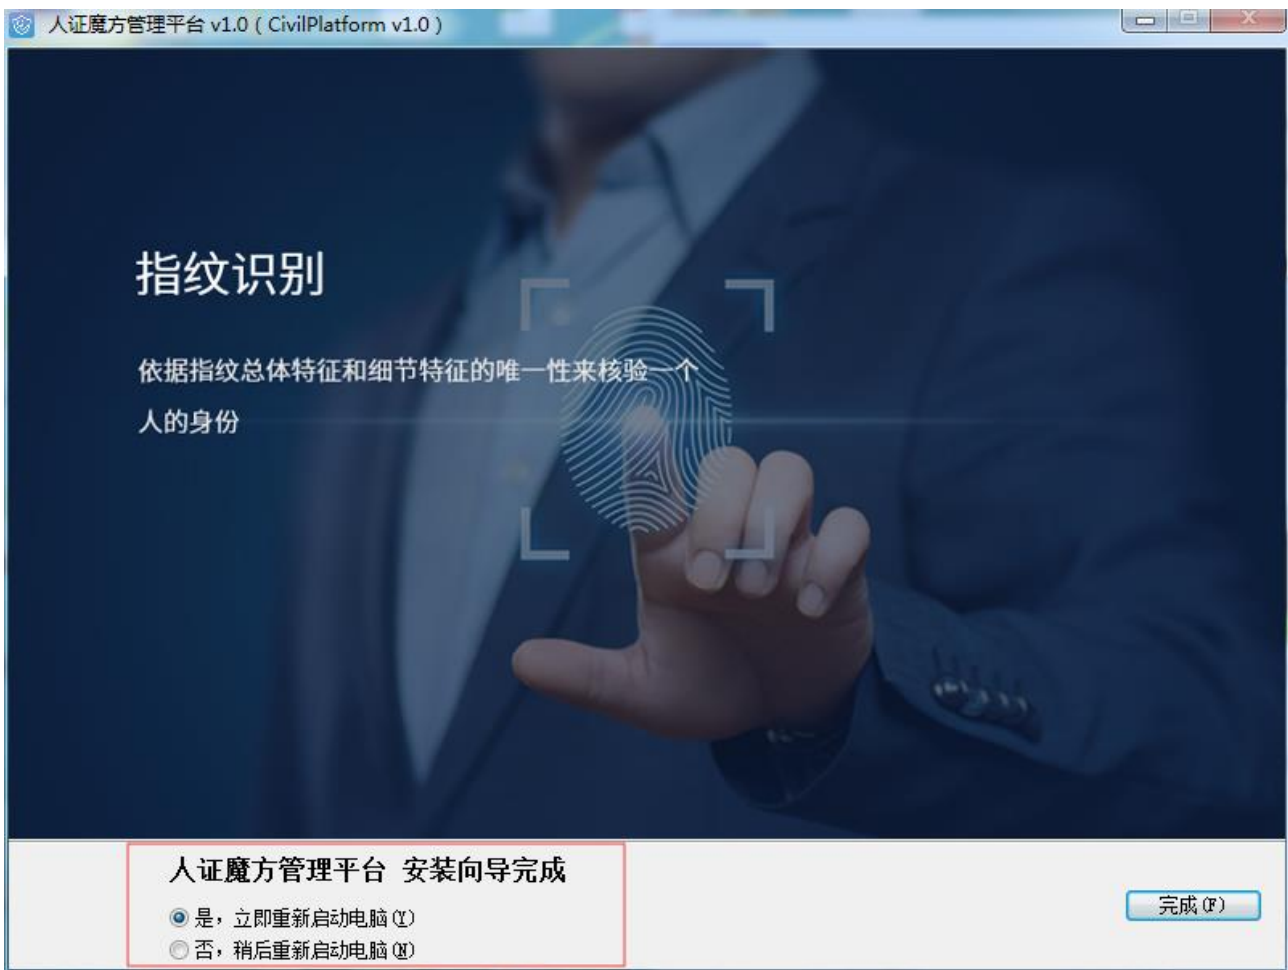 人证魔方管理平台 v1.0 ( CivilPlatform v1.0 )
指纹识别
依据指纹总体特征和细节特征的唯一性来核验一个
人的身份
人证魔方管理平台 安装向导完成
是，立即重新启动电脑(Y)
否，稍后重新启动电脑(N)
完成(F)